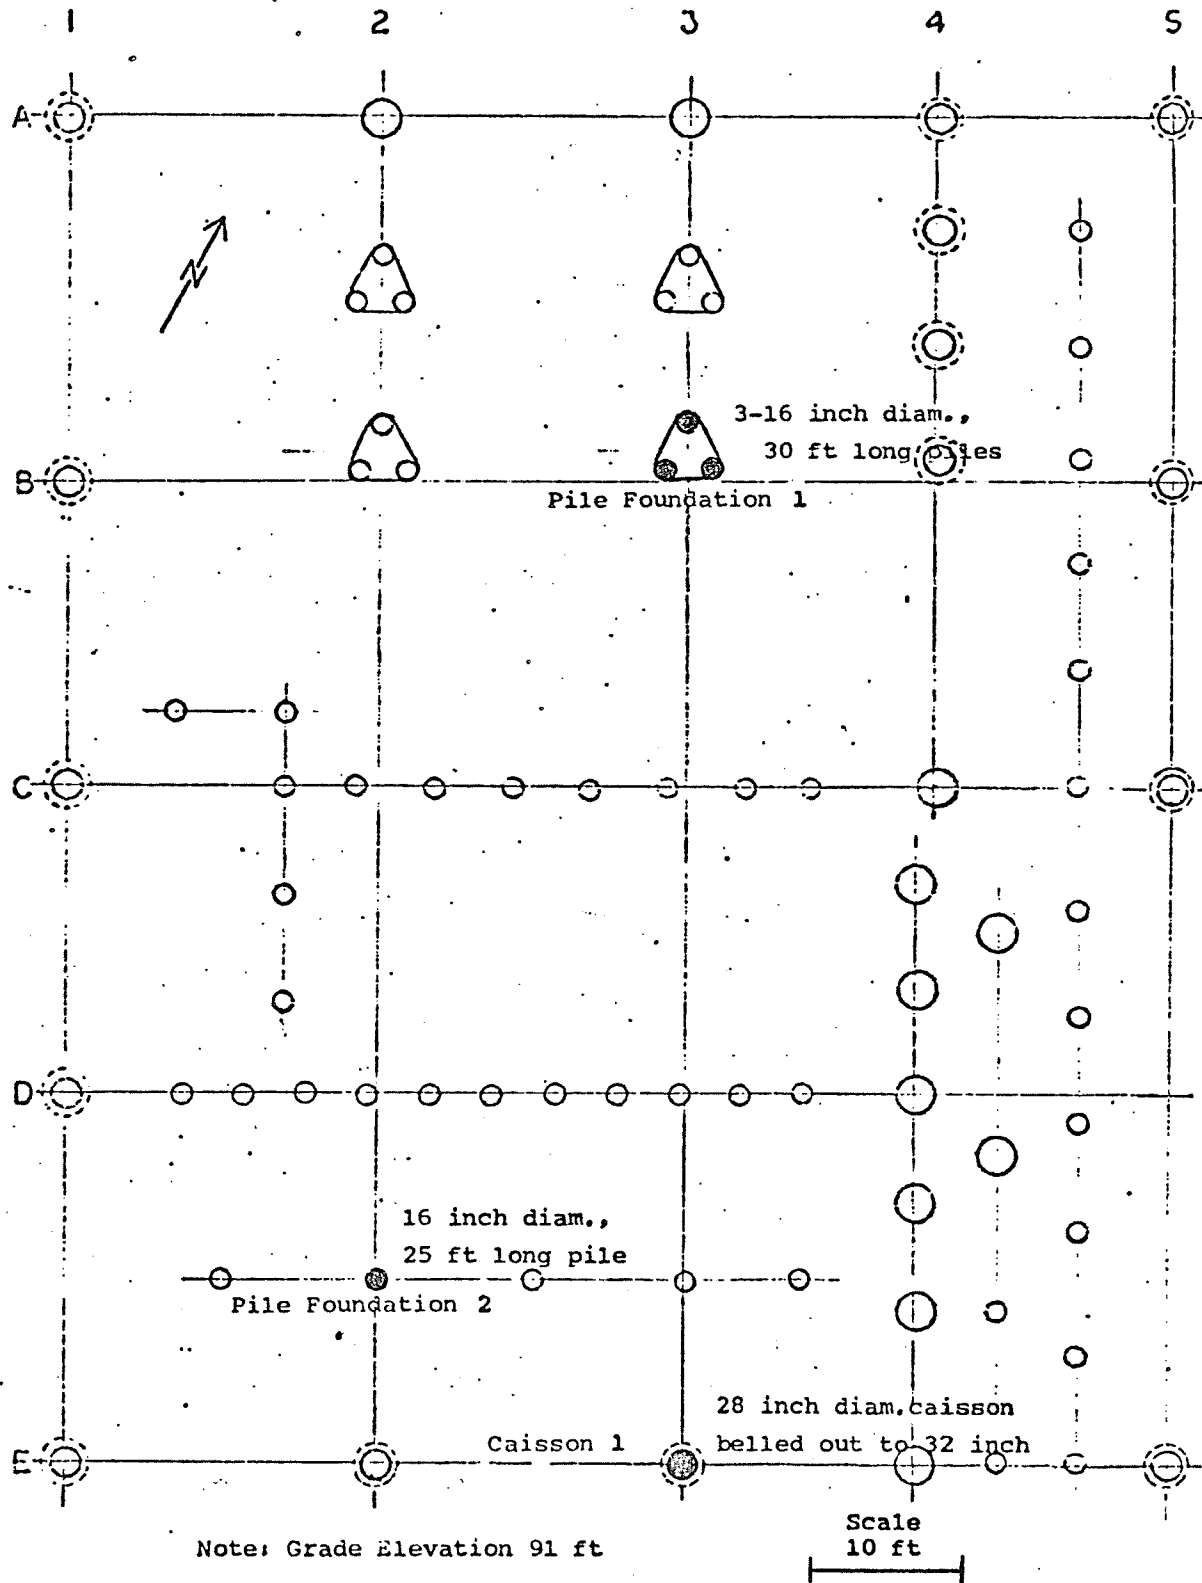 1 2 3 4 5
A
N
3-16 inch diam.,
30 ft long piles
B
Pile Foundation 1
C
D
16 inch diam.,
25 ft long pile
Pile Foundation 2
28 inch diam.caisson
Caisson 1
belled out to 32 inch
E
Note: Grade Elevation 91 ft
Scale
10 ft